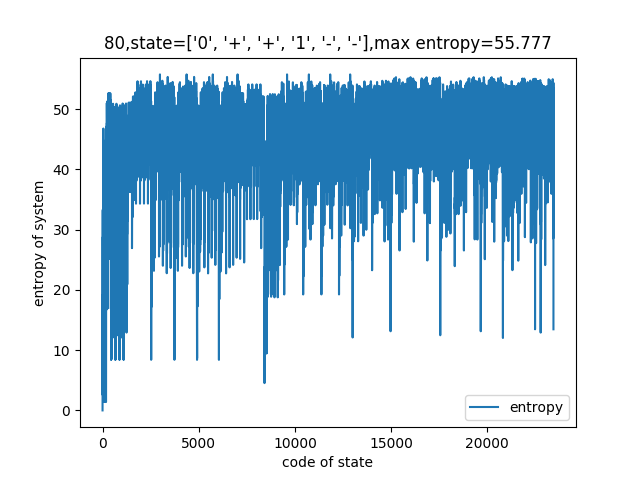 80,state=['0', '+', '+', '1', '-', '-'],max entropy=55.777
50
40
30
20
10
0
entropy of system
entropy
0 5000 10000 15000 20000
code of state